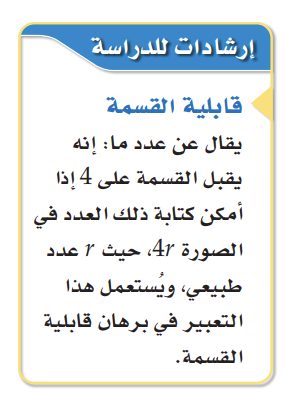 إرشادات للدراسة
قابلية القسمة
يقال عن عدد ما: إنه
يقبل القسمة على 4 إذا
أمكن كتابة ذلك العدد في
الصورة 4r، حيث r عدد
طبيعي، ويُستعمل هذا
التعبير في برهان قابلية
القسمة.